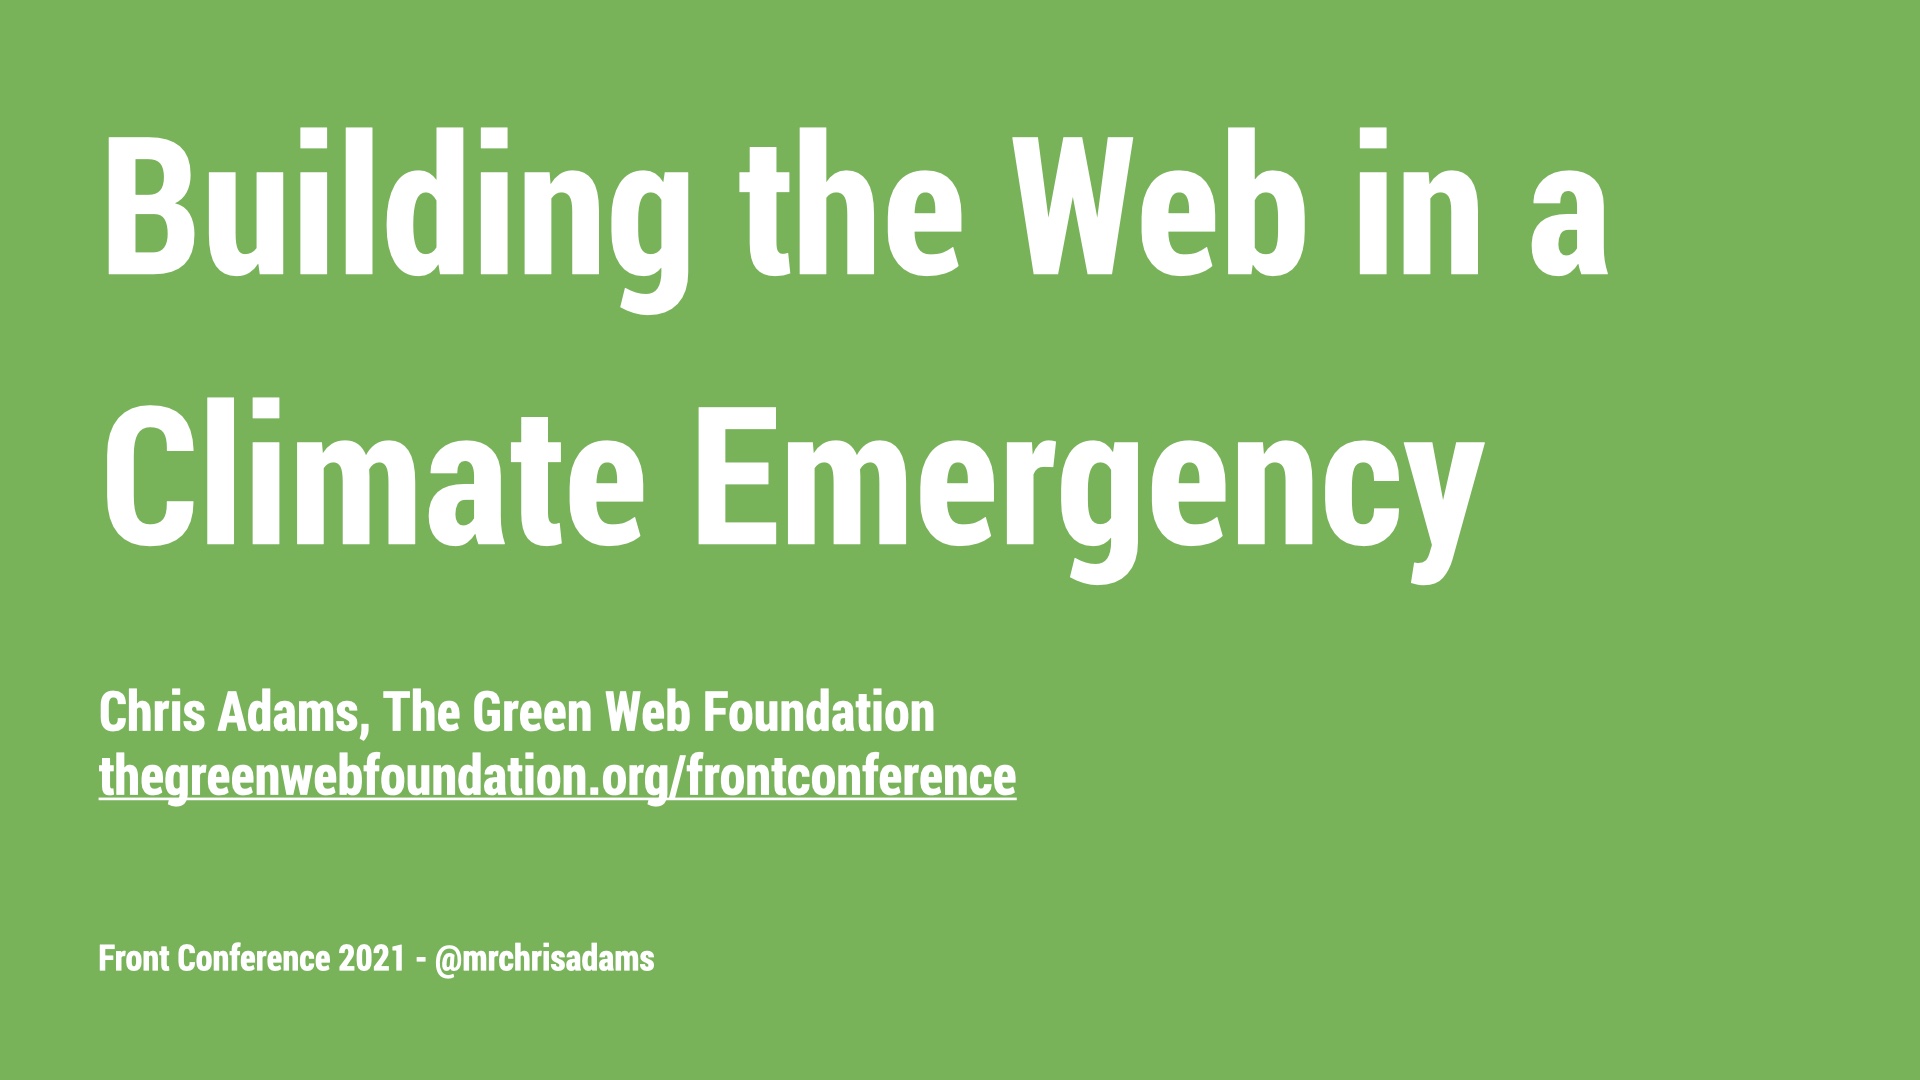 Building the Web in a
Climate Emergency
Chris Adams, The Green Web Foundation
thegreenwebfoundation.org/frontconference
Front Conference 2021 - @mrchrisadams